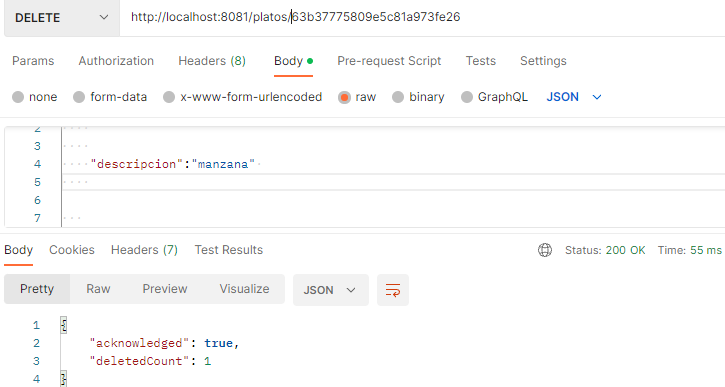 DELETE http://localhost:8081/platos/63b37775809e5c81a973fe26
Params Authorization Headers (8) Body Pre-request Script Tests Settings
none form-data x-www-form-urlencoded raw binary GraphQL JSON
2
3
4 "descripcion":"manzana"
5
6
7
Body Cookies Headers (7) Test Results Status: 200 OK Time: 55 ms
Pretty Raw Preview Visualize JSON
1 {
2 "acknowledged": true,
3 "deletedCount": 1
4 }